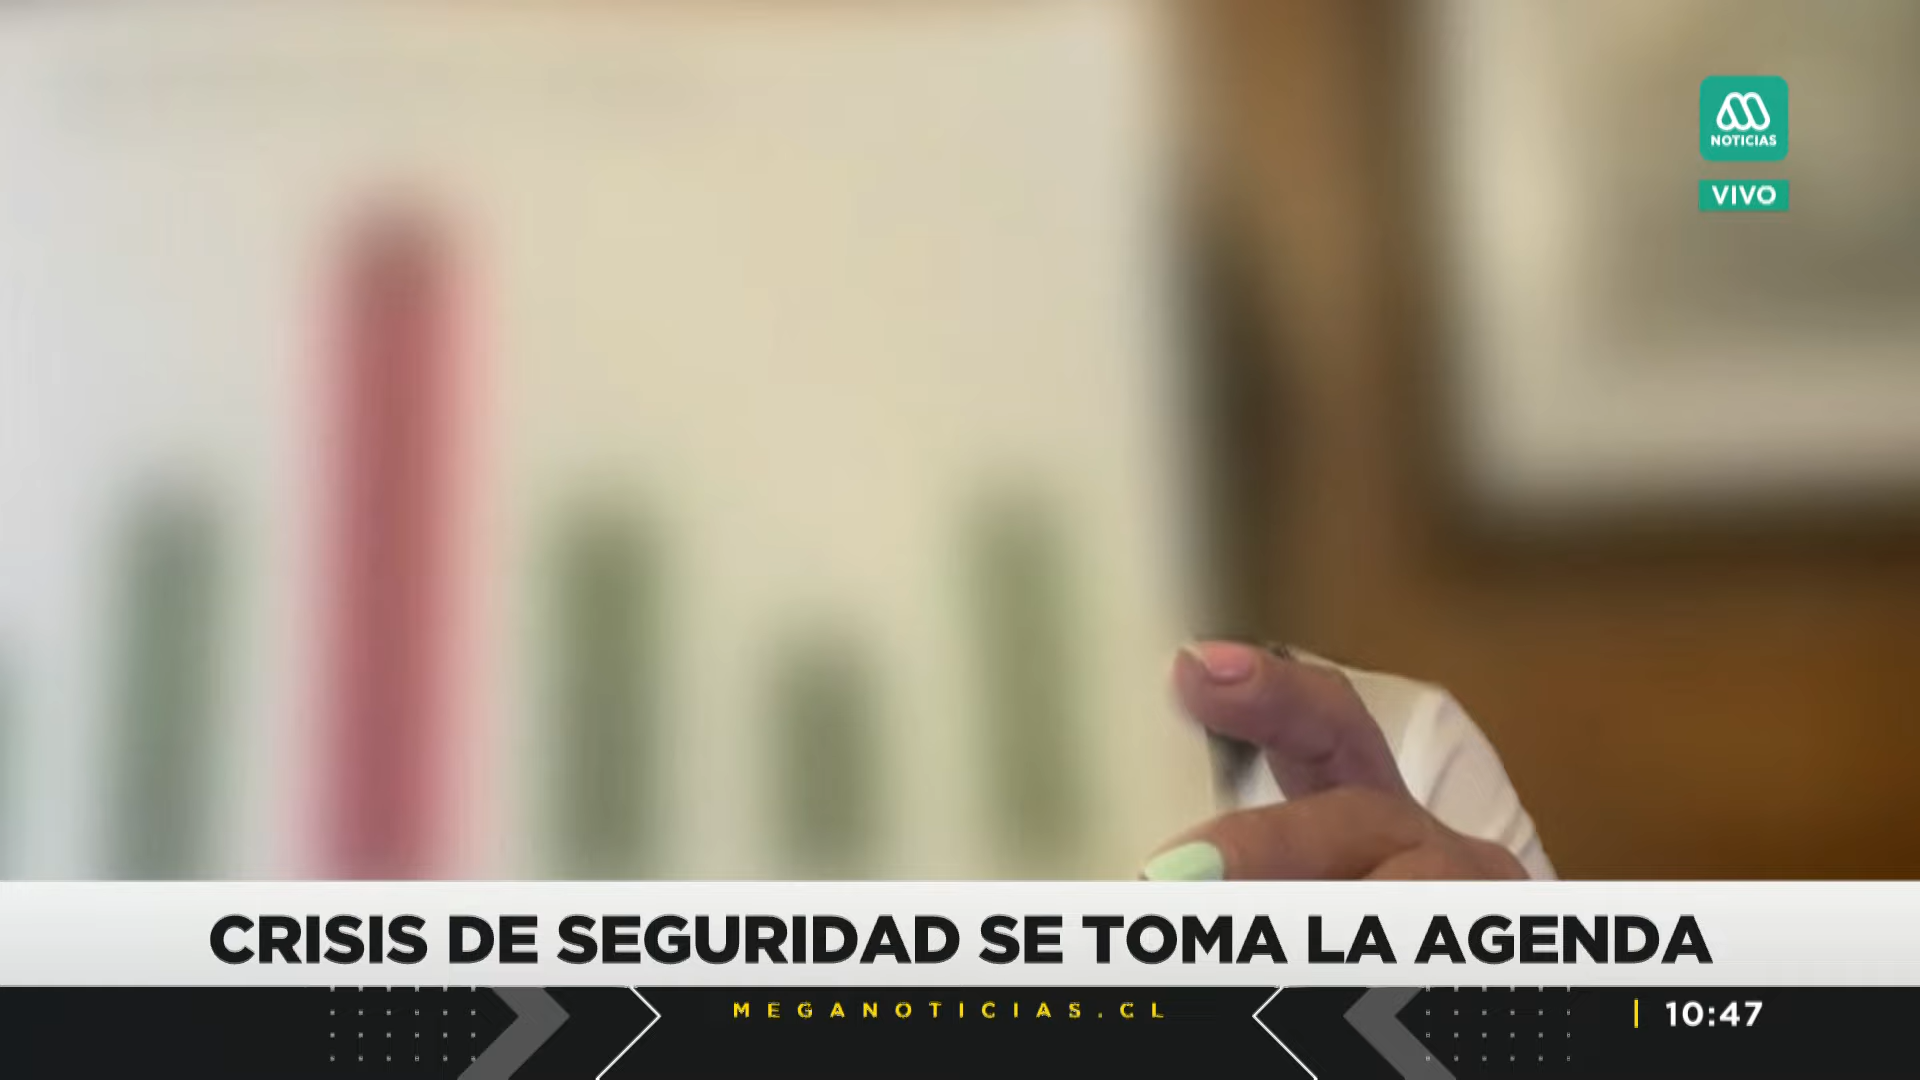 NOTICIAS
VIVO
CRISIS DE SEGURIDAD SE TOMA LA AGENDA
MEGANOTICIAS.CL
10:47